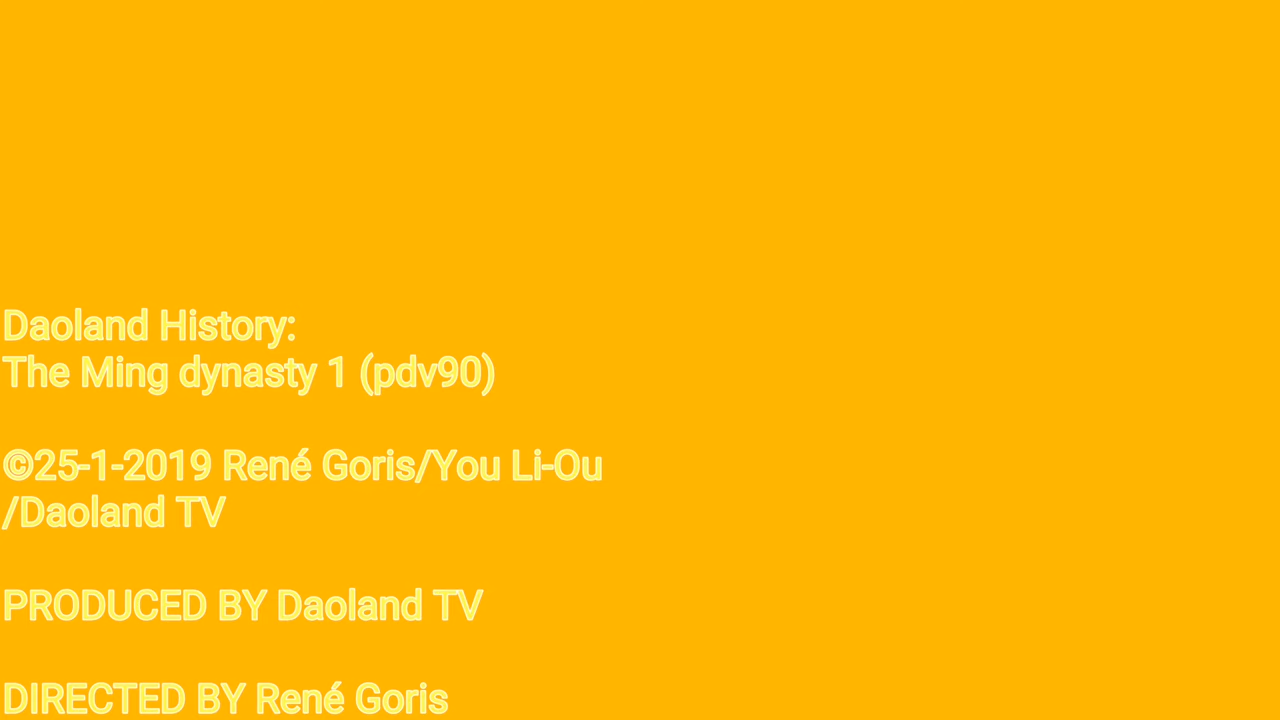 Daoland History:
The Ming dynasty 1 (pdv90)
©25-1-2019 René Goris/You Li-Ou
/Daoland TV
PRODUCED BY Daoland TV
DIRECTED BY René Goris